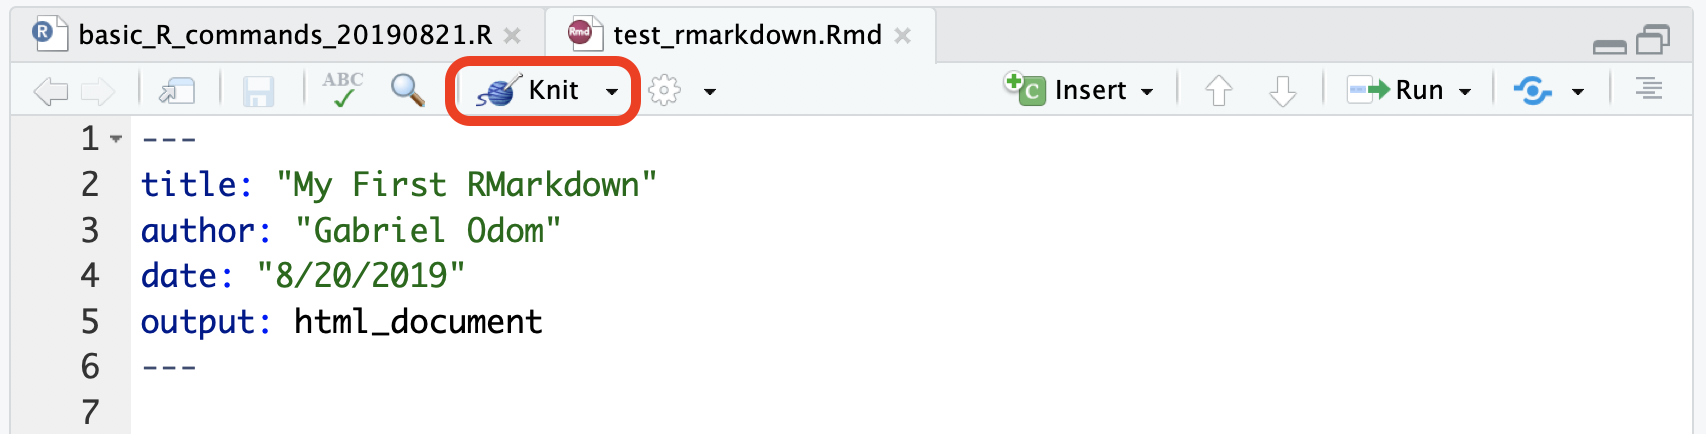 R basic_R_commands_20190821.R × Rmd test_rmarkdown.Rmd ×
ABC Knit C Insert Run
1 ---
2 title: "My First RMarkdown"
3 author: "Gabriel Odom"
4 date: "8/20/2019"
5 output: html_document
6 ---
7